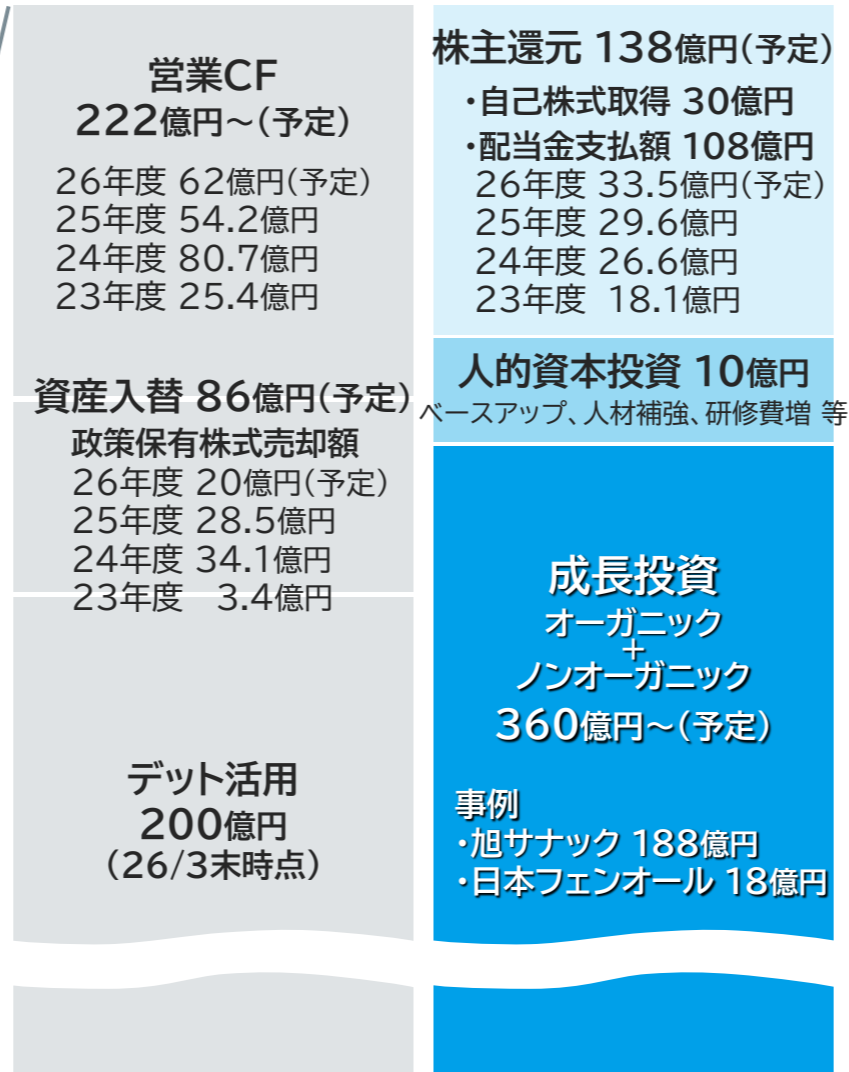 営業CF
222億円～(予定)
26年度 62億円(予定)
25年度 54.2億円
24年度 80.7億円
23年度 25.4億円
資産入替 86億円(予定)
政策保有株式売却額
26年度 20億円(予定)
25年度 28.5億円
24年度 34.1億円
23年度 3.4億円
デット活用
200億円
(26/3末時点)
株主還元 138億円(予定)
・自己株式取得 30億円
・配当金支払額 108億円
26年度 33.5億円(予定)
25年度 29.6億円
24年度 26.6億円
23年度 18.1億円
人的資本投資 10億円
ベースアップ、人材補強、研修費増 等
成長投資
オーガニック
+
ノンオーガニック
360億円～(予定)
事例
・旭サナック 188億円
・日本フェンオール 18億円